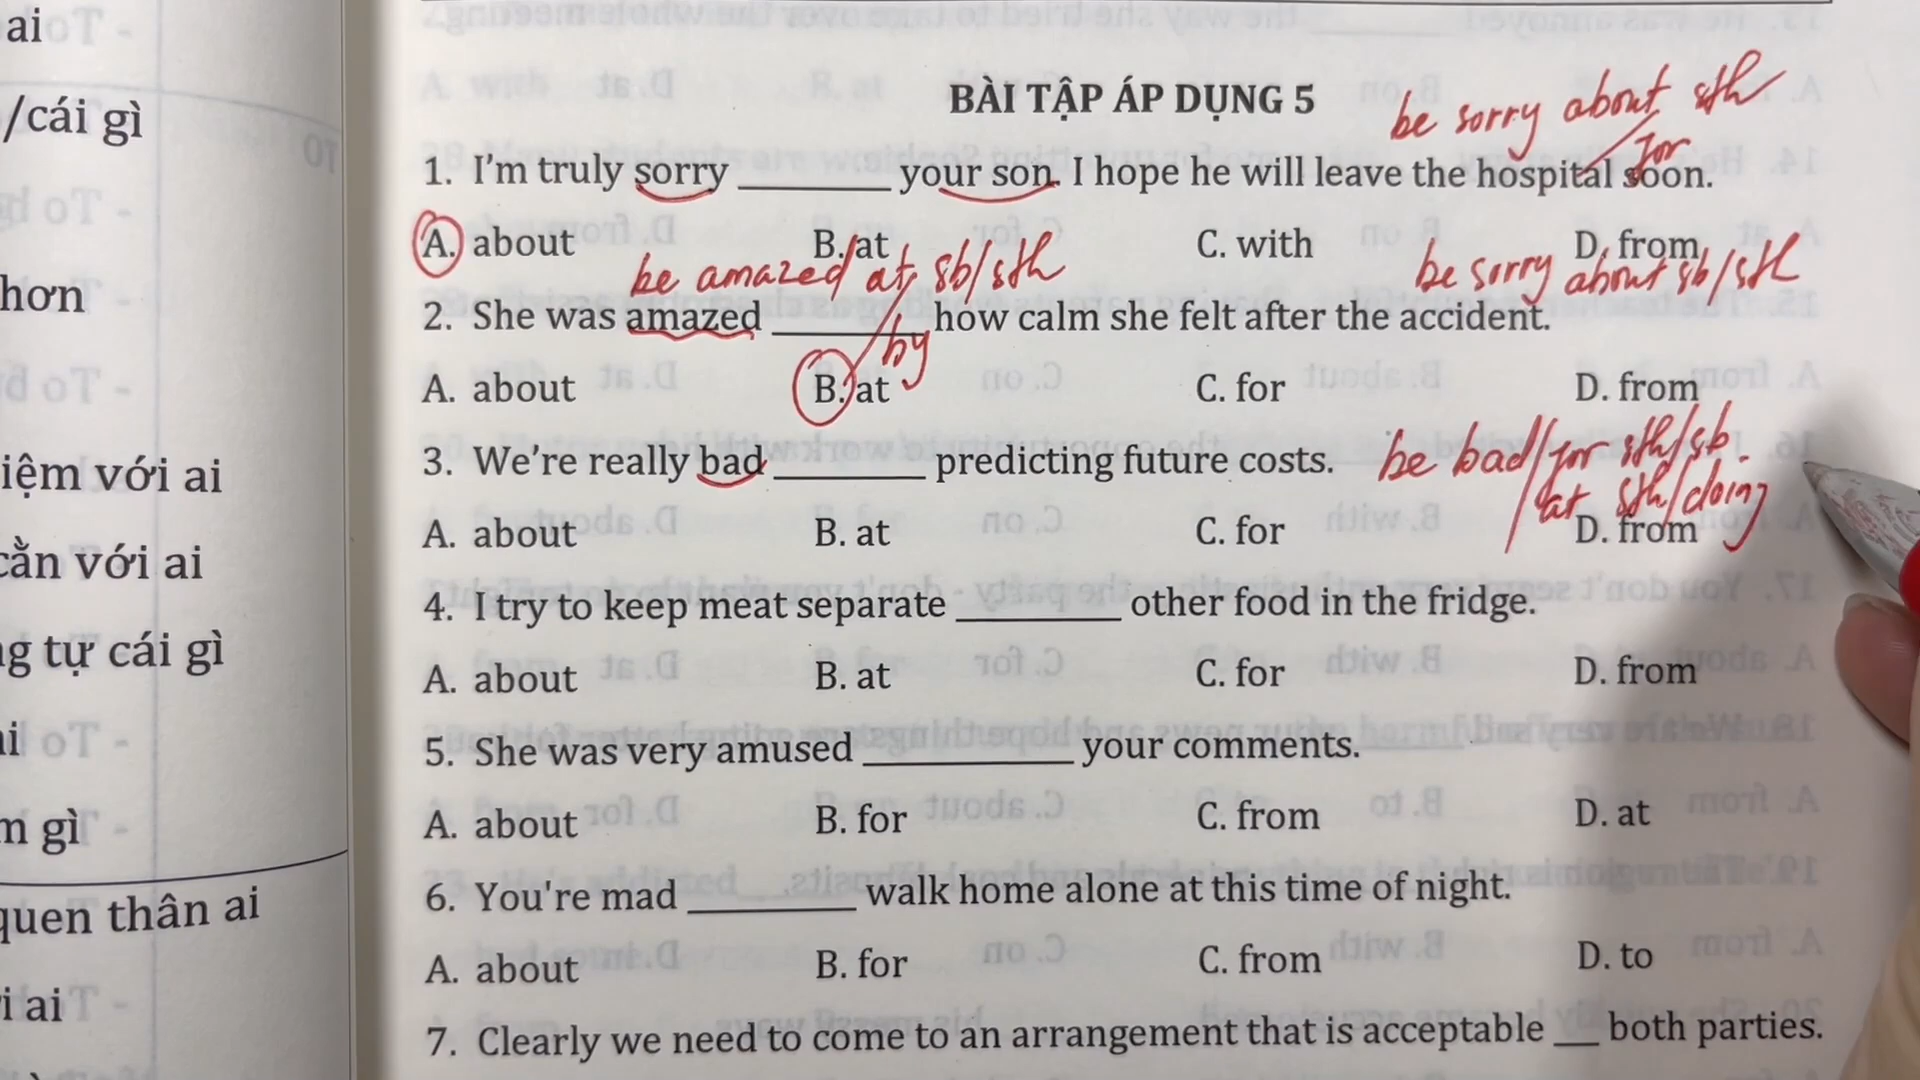 ai
/cái gì
hơn
iệm với ai
cằn với ai
g tự cái gì
i
m gì
quen thân ai
i ai
BÀI TẬP ÁP DỤNG 5
be sorry about sth
for
1. I'm truly sorry ________ your son. I hope he will leave the hospital soon.
A. about B. at C. with D. from
be amazed at sb/sth
be sorry about sb/sth
2. She was amazed ________ how calm she felt after the accident.
by
A. about B. at C. for D. from
3. We're really bad ________ predicting future costs.
be bad/for sth/sb.
at sth/doing
A. about B. at C. for D. from
4. I try to keep meat separate ________ other food in the fridge.
A. about B. at C. for D. from
5. She was very amused __________ your comments.
A. about B. for C. from D. at
6. You're mad ________ walk home alone at this time of night.
A. about B. for C. from D. to
7. Clearly we need to come to an arrangement that is acceptable __ both parties.